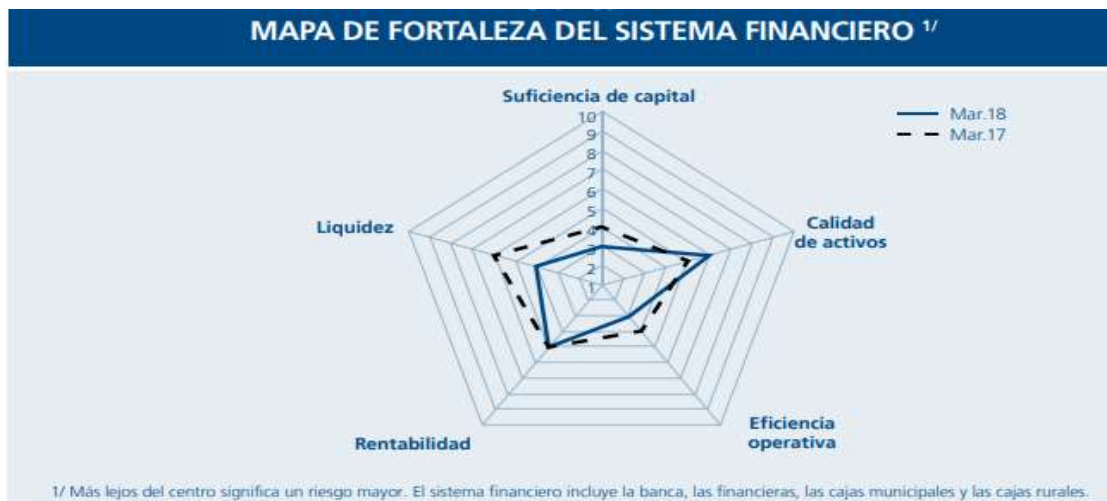 MAPA DE FORTALEZA DEL SISTEMA FINANCIERO 1/
Suficiencia de capital
Mar.18
Mar.17
10
9
8
7
6
5
4
3
2
1
Liquidez
Calidad
de activos
Rentabilidad
Eficiencia
operativa
1/ Más lejos del centro significa un riesgo mayor. El sistema financiero incluye la banca, las financieras, las cajas municipales y las cajas rurales.